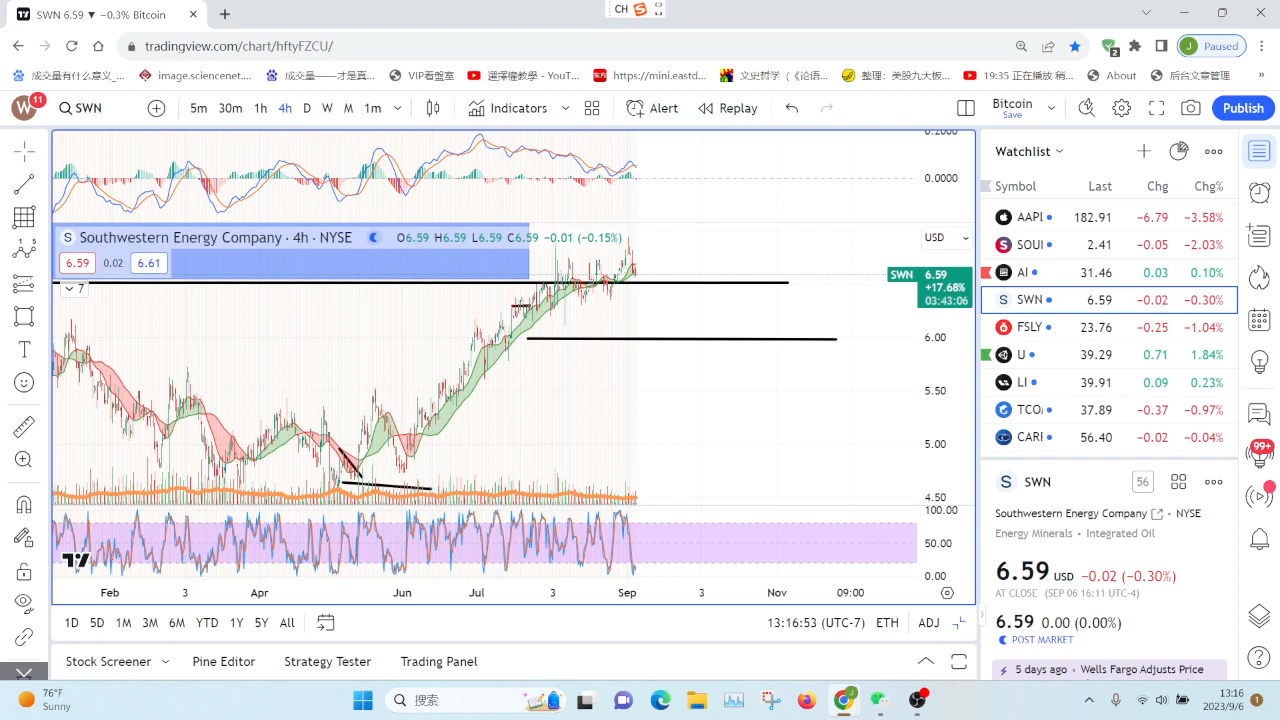 SWN 6.59 ▼ −0.3% Bitcoin
CH
tradingview.com/chart/hftyFZCU/
2
J Paused
成交量有什么意义_...
image.sciencenet....
成交量——才是真...
VIP看盤室
選擇權教學 - YouT...
东方 https://mini.eastd...
文史哲学（《论语...
整理：美股九大板...
About
后台文章管理
»
W 11
SWN
5m 30m 1h 4h D W M 1m
Indicators
Alert
Replay
Bitcoin
Save
Publish
Watchlist
Symbol Last Chg Chg%
AAPL 182.91 −6.79 −3.58%
SOUI 2.41 −0.05 −2.03%
AI 31.46 0.03 0.10%
S SWN 6.59 −0.02 −0.30%
FSLY 23.76 −0.25 −1.04%
U 39.29 0.71 1.84%
LI 39.91 0.09 0.23%
TCO 37.89 −0.37 −0.97%
CARI 56.40 −0.02 −0.04%
0.2000
0.0000
S Southwestern Energy Company · 4h · NYSE O6.59 H6.59 L6.59 C6.59 −0.01 (−0.15%)
USD
6.59 0.02 6.61
7
SWN 6.59
+17.68%
03:43:06
6.00
5.50
5.00
4.50
100.00
50.00
0.00
Feb 3 Apr Jun Jul 3 Sep 3 Nov 09:00
1D 5D 1M 3M 6M YTD 1Y 5Y All
13:16:53 (UTC-7) ETH ADJ
Stock Screener Pine Editor Strategy Tester Trading Panel
S SWN 56
Southwestern Energy Company · NYSE
Energy Minerals • Integrated Oil
6.59 USD −0.02 (−0.30%)
AT CLOSE (SEP 06 16:11 UTC-4)
6.59 0.00 (0.00%)
POST MARKET
5 days ago · Wells Fargo Adjusts Price
99+
76°F
Sunny
搜索
13:16
2023/9/6
1